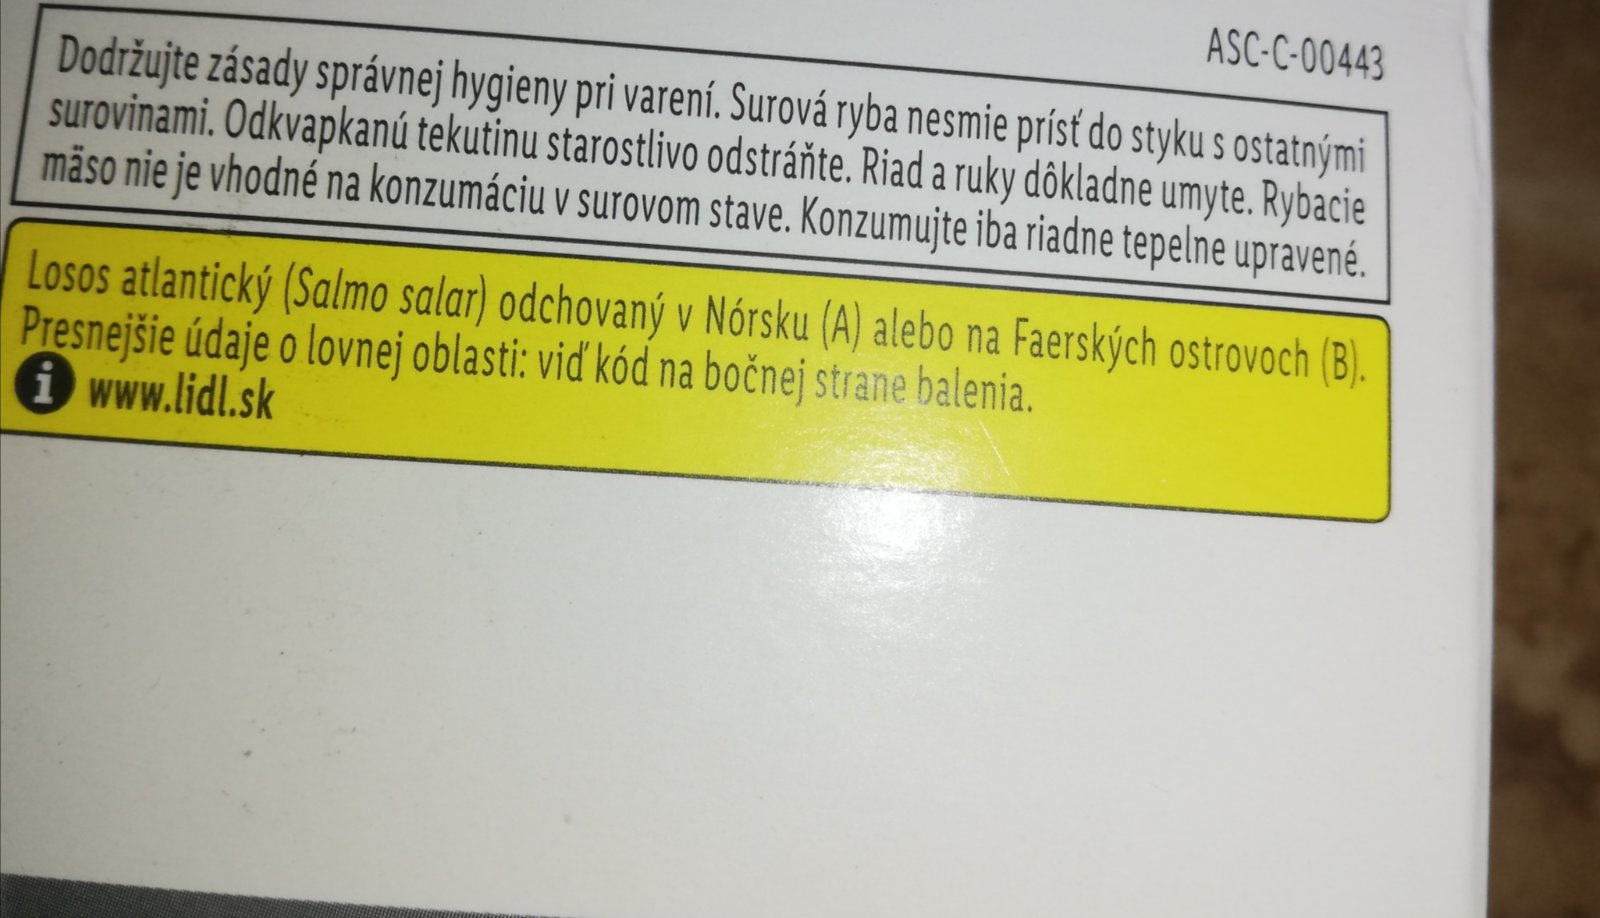 ASC-C-00443
Dodržujte zásady správnej hygieny pri varení. Surová ryba nesmie prísť do styku s ostatnými
surovinami. Odkvapkanú tekutinu starostlivo odstráňte. Riad a ruky dôkladne umyte. Rybacie
mäso nie je vhodné na konzumáciu v surovom stave. Konzumujte iba riadne tepelne upravené.
Losos atlantický (Salmo salar) odchovaný v Nórsku (A) alebo na Faerských ostrovoch (B).
Presnejšie údaje o lovnej oblasti: viď kód na bočnej strane balenia.
i www.lidl.sk